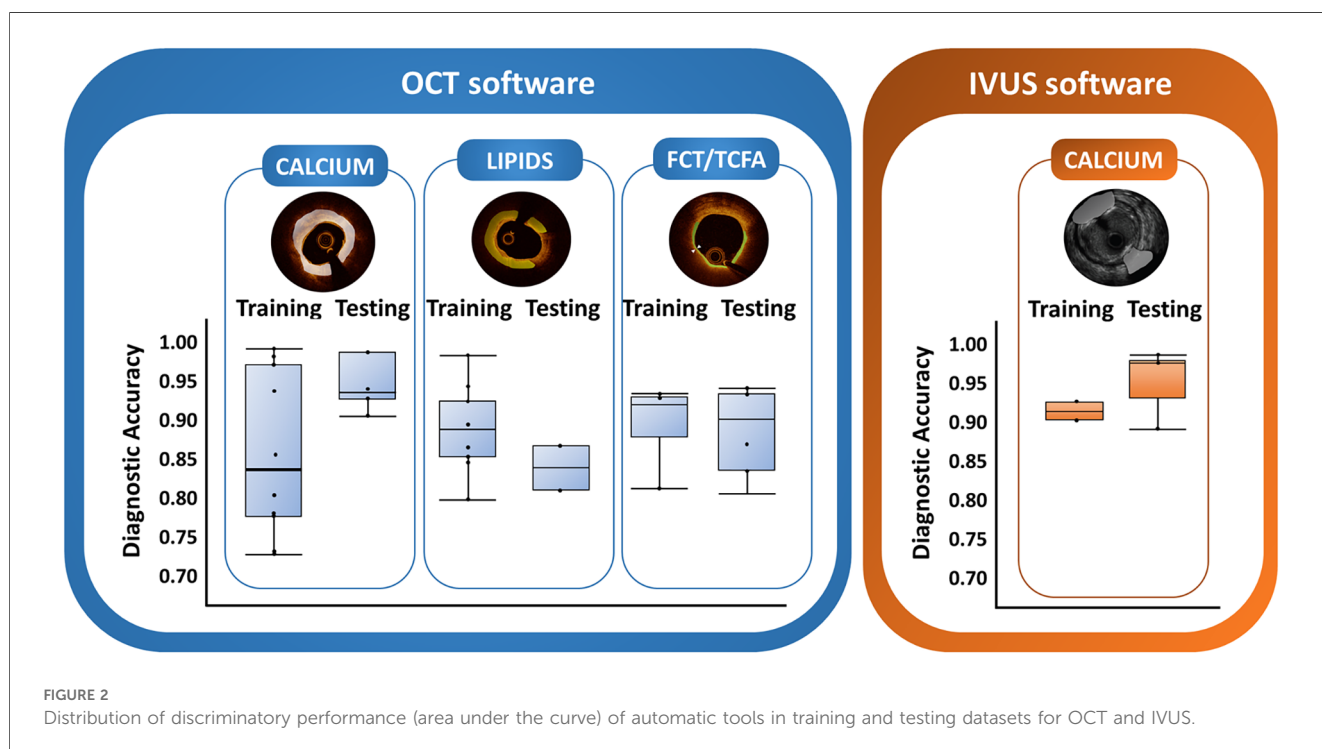 OCT software
IVUS software
CALCIUM
LIPIDS
FCT/TCFA
CALCIUM
Training Testing
Training Testing
Training Testing
Training Testing
Diagnostic Accuracy
1.00
0.95
0.90
0.85
0.80
0.75
0.70
Diagnostic Accuracy
1.00
0.95
0.90
0.85
0.80
0.75
0.70
FIGURE 2
Distribution of discriminatory performance (area under the curve) of automatic tools in training and testing datasets for OCT and IVUS.